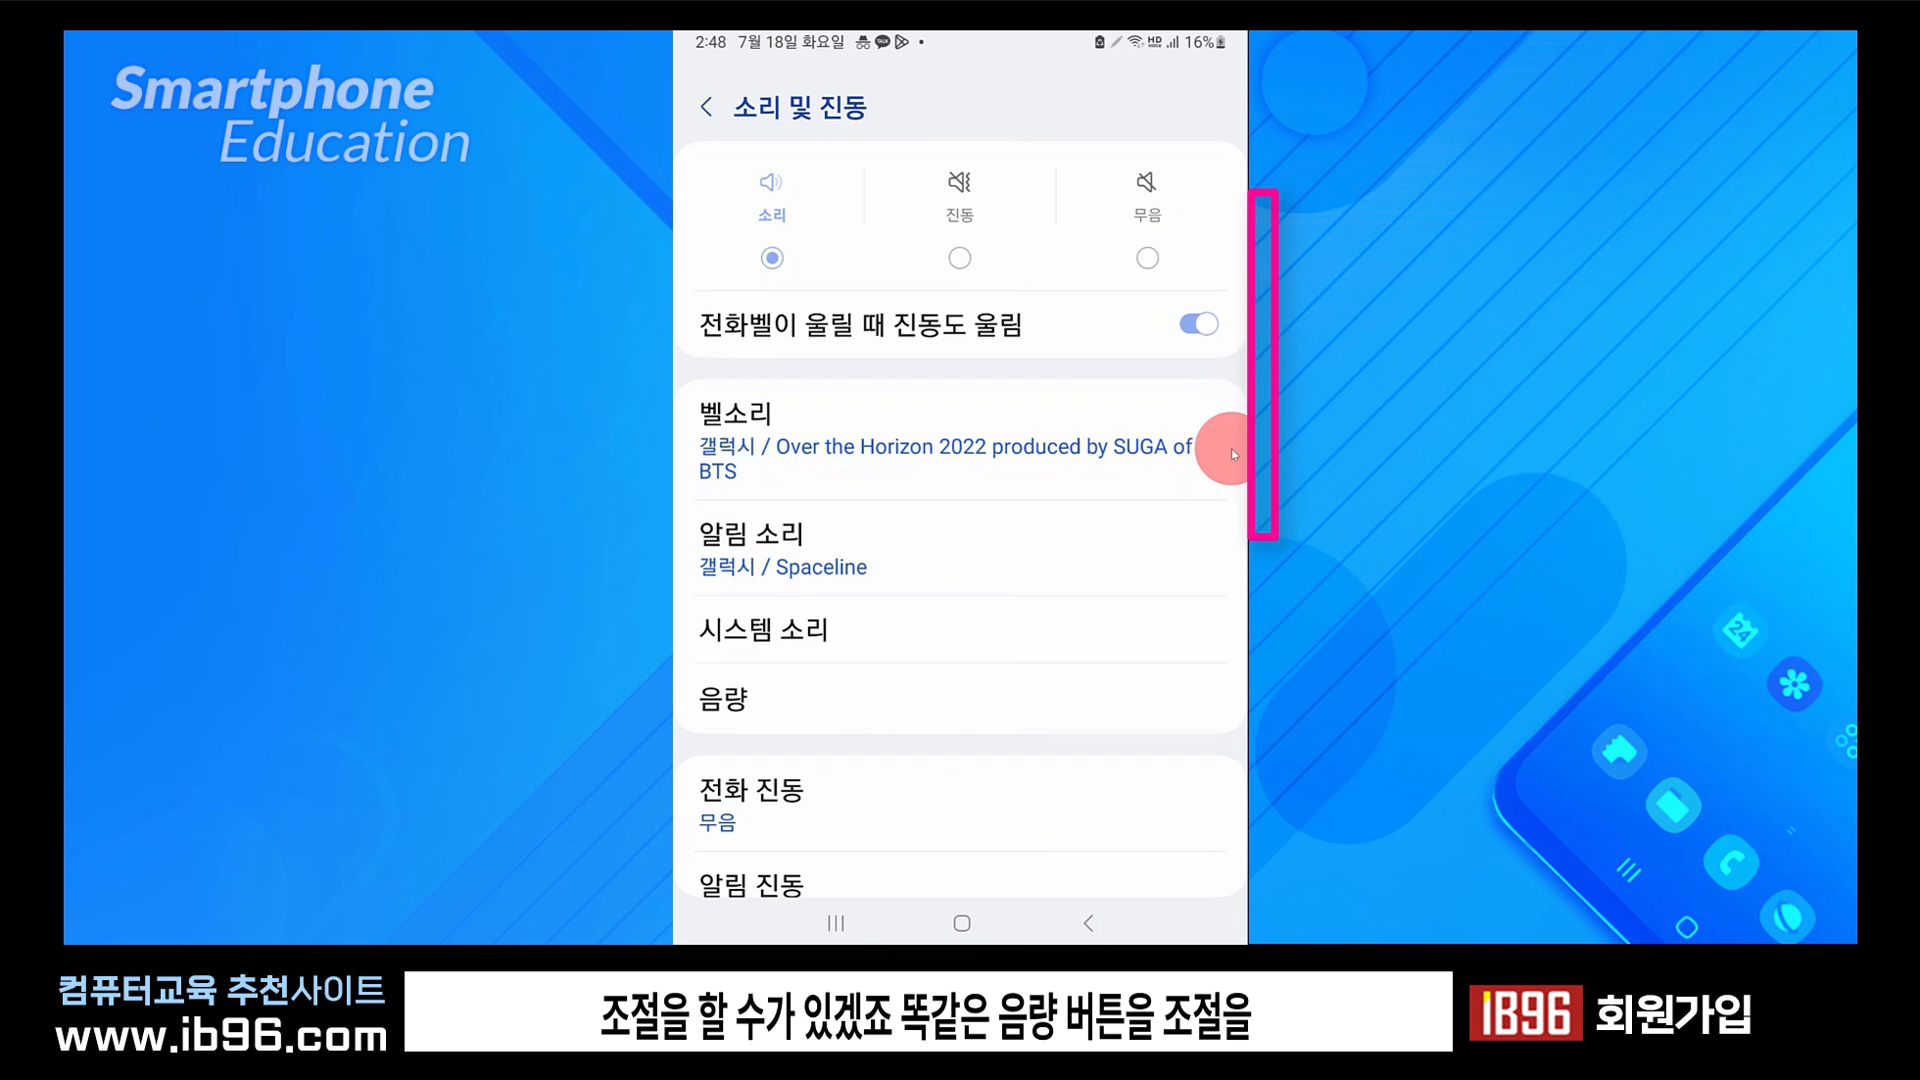 Smartphone
Education
2:48 7월 18일 화요일
HD
VOICE
16%
소리 및 진동
소리
진동
무음
전화벨이 울릴 때 진동도 울림
벨소리
갤럭시 / Over the Horizon 2022 produced by SUGA of
BTS
알림 소리
갤럭시 / Spaceline
시스템 소리
음량
전화 진동
무음
알림 진동
24
컴퓨터교육 추천사이트
www.ib96.com
조절을 할 수가 있겠죠 똑같은 음량 버튼을 조절을
IB96 회원가입